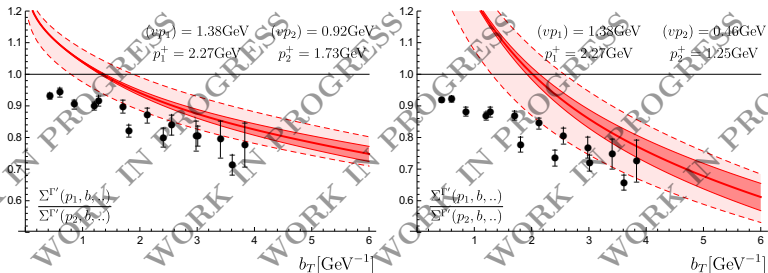 (vp₁) = 1.38GeV (vp₂) = 0.92GeV
p₁⁺ = 2.27GeV p₂⁺ = 1.73GeV
1.2
1.1
1.0
0.9
0.8
0.7
0.6
Σ^Γ'(p₁, b, ..)
Σ^Γ'(p₂, b, ..)
1 2 3 4 5 6
b_T[GeV⁻¹]
(vp₁) = 1.38GeV (vp₂) = 0.46GeV
p₁⁺ = 2.27GeV p₂⁺ = 1.25GeV
1.2
1.1
1.0
0.9
0.8
0.7
0.6
Σ^Γ'(p₁, b, ..)
Σ^Γ'(p₂, b, ..)
1 2 3 4 5 6
b_T[GeV⁻¹]
WORK IN PROGRESS
WORK IN PROGRESS
WORK IN PROGRESS
WORK IN PROGRESS